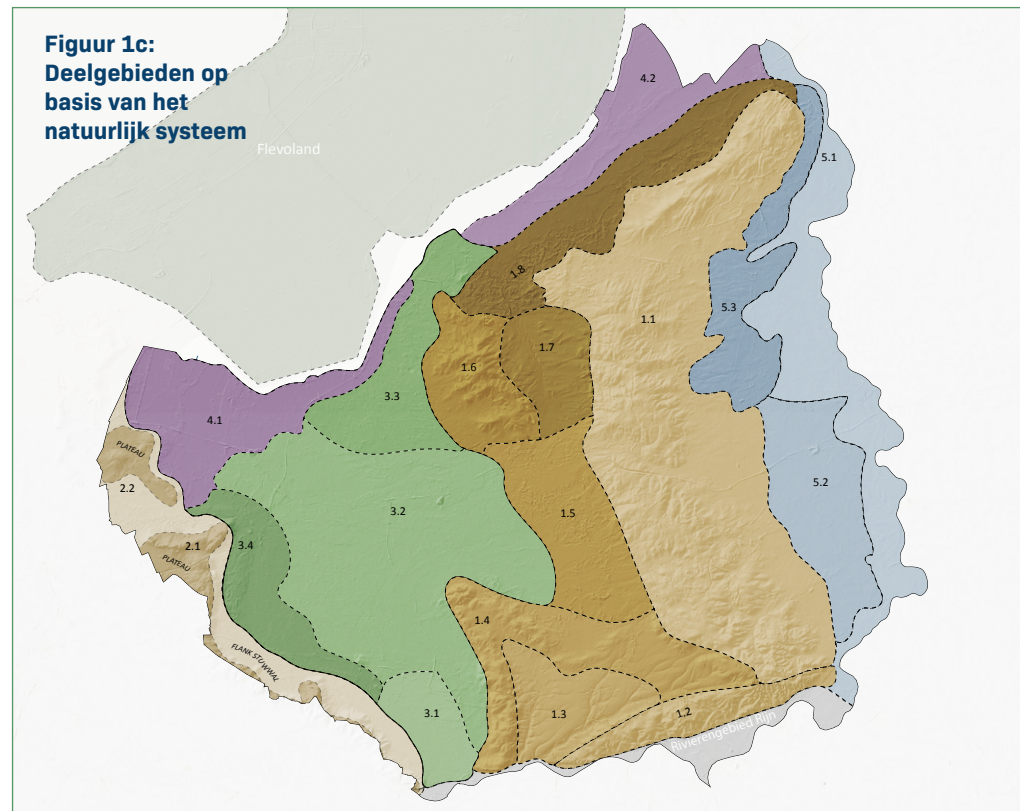 Figuur 1c:
Deelgebieden op
basis van het
natuurlijk systeem
Flevoland
4.2
5.1
1.8
5.3
1.1
1.7
1.6
3.3
4.1
PLATEAU
2.2
5.2
3.2
1.5
2.1
3.4
PLATEAU
1.4
FLANK STUWWAL
3.1
1.3
1.2
Rivierengebied Rijn